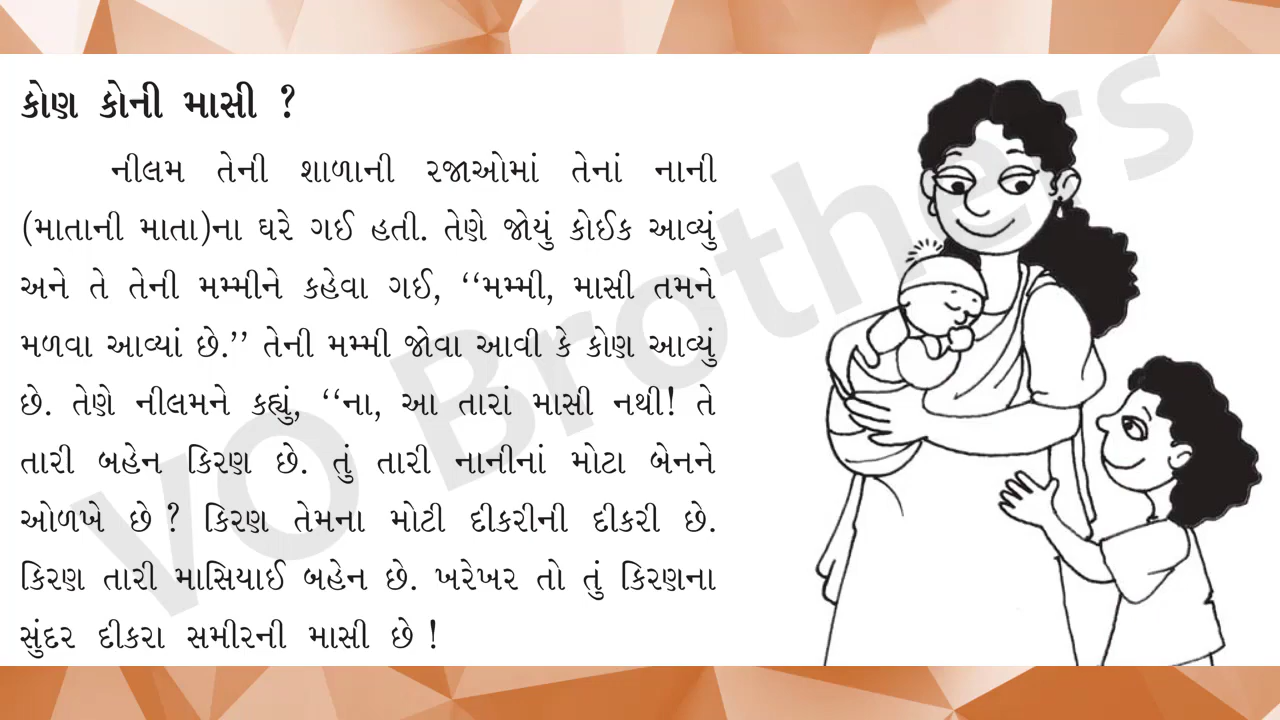 કોણ કોની માસી ?
નીલમ તેની શાળાની રજાઓમાં તેનાં નાની
(માતાની માતા)ના ઘરે ગઈ હતી. તેણે જોયું કોઈક આવ્યું
અને તે તેની મમ્મીને કહેવા ગઈ, ‘‘મમ્મી, માસી તમને
મળવા આવ્યાં છે.’’ તેની મમ્મી જોવા આવી કે કોણ આવ્યું
છે. તેણે નીલમને કહ્યું, ‘‘ના, આ તારાં માસી નથી! તે
તારી બહેન કિરણ છે. તું તારી નાનીનાં મોટા બેનને
ઓળખે છે ? કિરણ તેમના મોટી દીકરીની દીકરી છે.
કિરણ તારી માસિયાઈ બહેન છે. ખરેખર તો તું કિરણના
સુંદર દીકરા સમીરની માસી છે !
VO Brothers